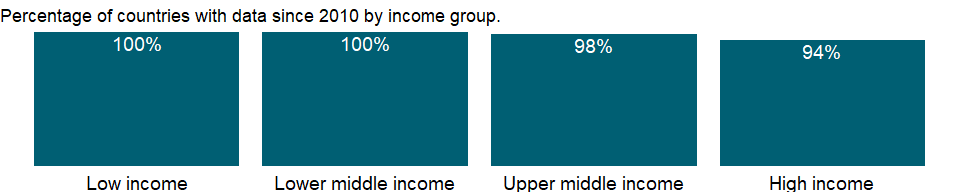 Percentage of countries with data since 2010 by income group.
100% 100% 98% 94%
Low income Lower middle income Upper middle income High income